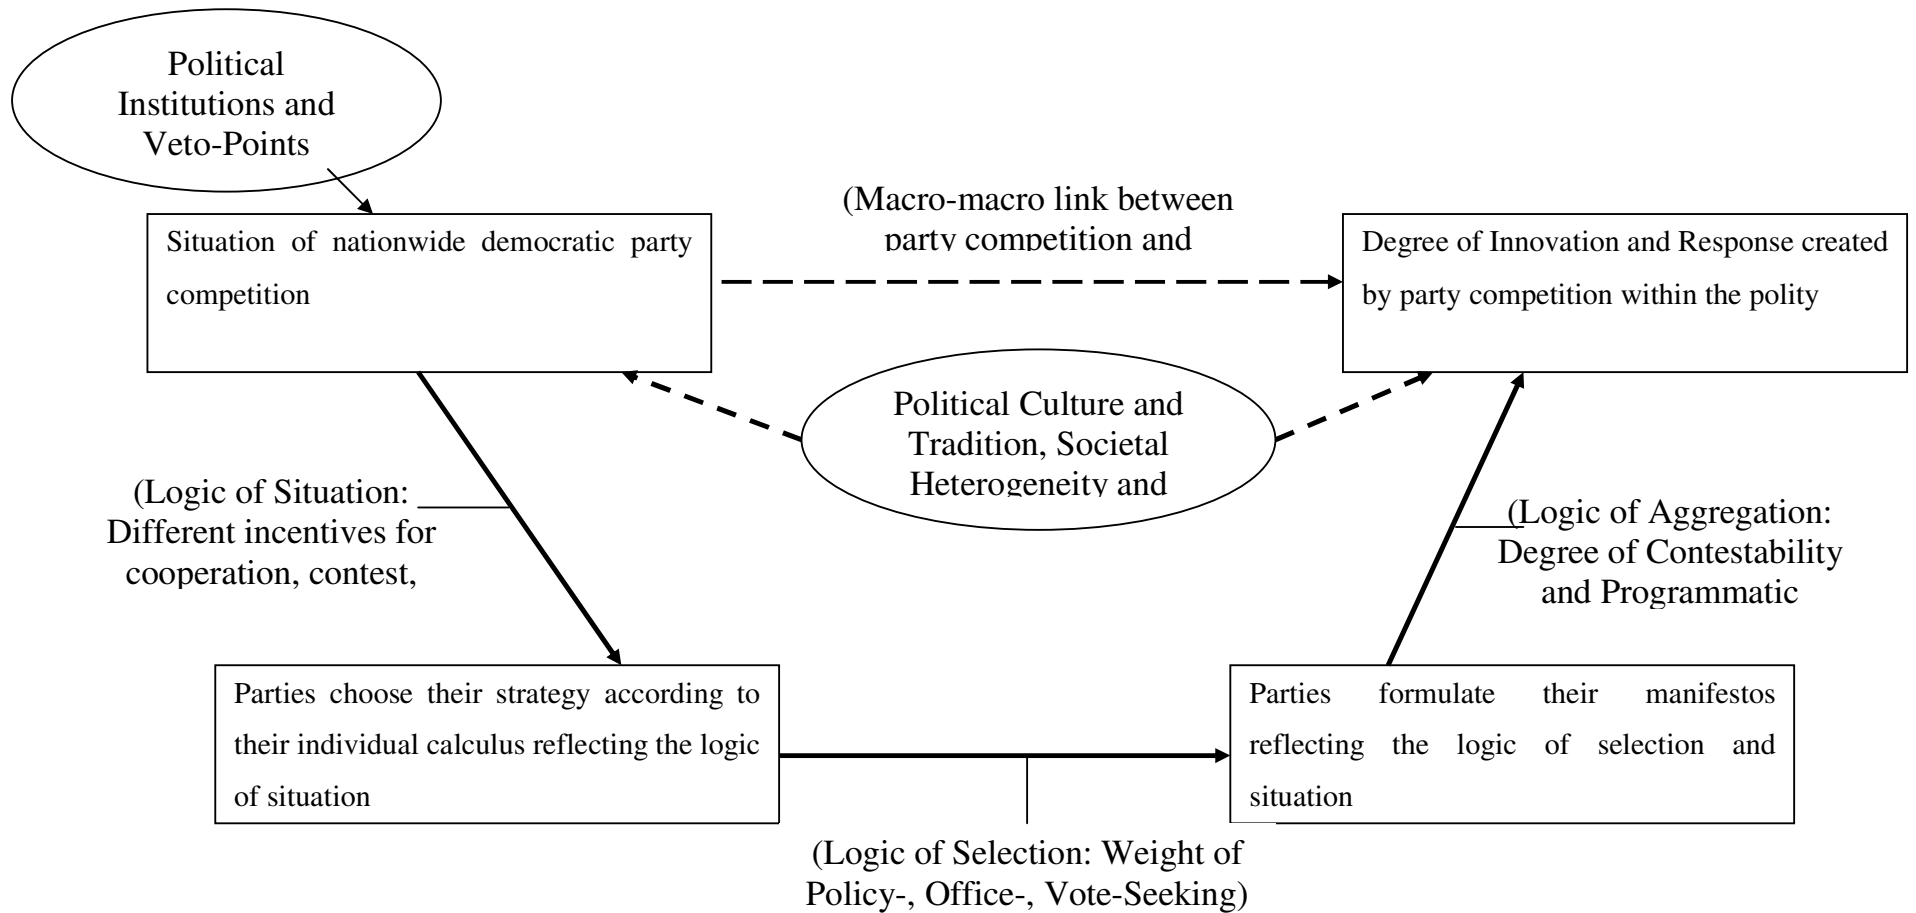 Political
Institutions and
Veto-Points
(Macro-macro link between
party competition and
Situation of nationwide democratic party
competition
Degree of Innovation and Response created
by party competition within the polity
Political Culture and
Tradition, Societal
Heterogeneity and
(Logic of Situation:
Different incentives for
cooperation, contest,
(Logic of Aggregation:
Degree of Contestability
and Programmatic
Parties choose their strategy according to
their individual calculus reflecting the logic
of situation
Parties formulate their manifestos
reflecting the logic of selection and
situation
(Logic of Selection: Weight of
Policy-, Office-, Vote-Seeking)